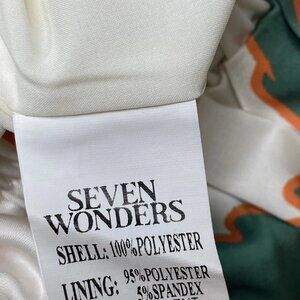 SEVEN
WONDERS
SHELL: 100% POLYESTER
LINING: 95% POLYESTER
5% SPANDEX